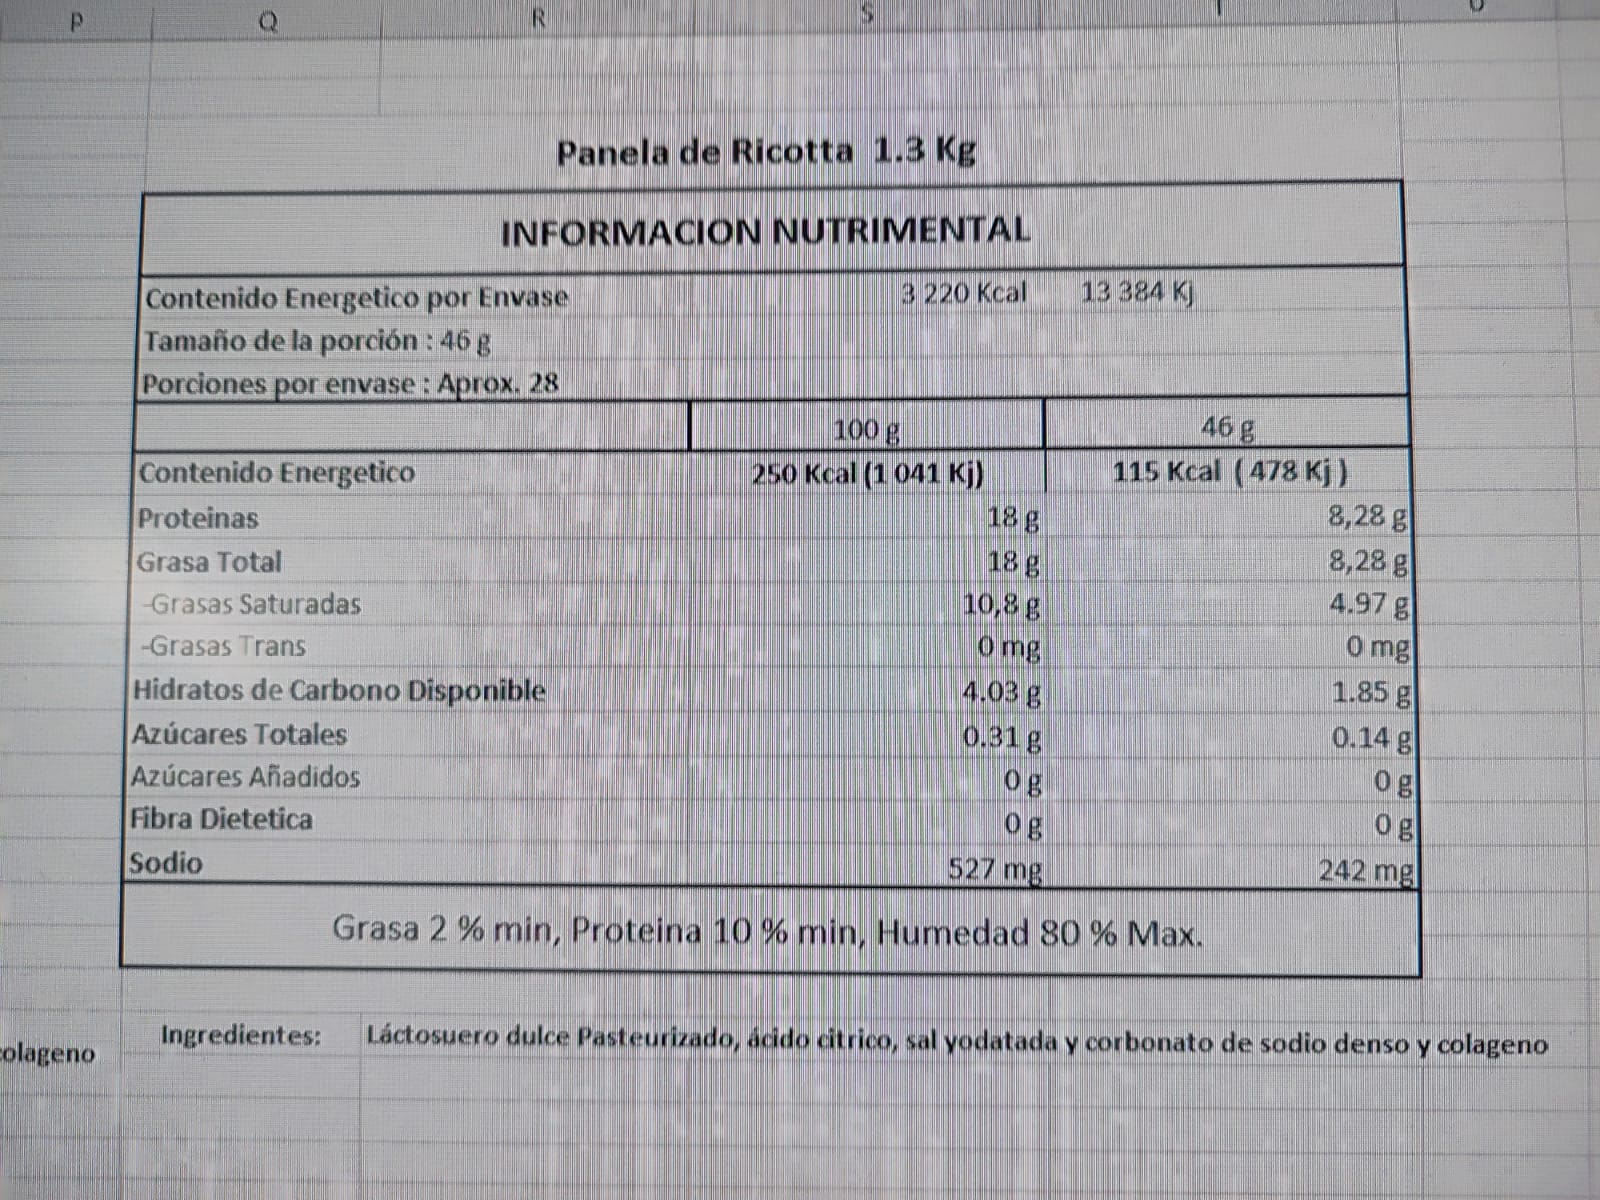 P Q R S
Panela de Ricotta 1.3 Kg
INFORMACION NUTRIMENTAL
Contenido Energetico por Envase 3 220 Kcal 13 384 Kj
Tamaño de la porción : 46 g
Porciones por envase : Aprox. 28
100 g 46 g
Contenido Energetico 250 Kcal (1 041 Kj) 115 Kcal ( 478 Kj )
Proteinas 18 g 8,28 g
Grasa Total 18 g 8,28 g
-Grasas Saturadas 10,8 g 4.97 g
-Grasas Trans 0 mg 0 mg
Hidratos de Carbono Disponible 4.03 g 1.85 g
Azúcares Totales 0.31 g 0.14 g
Azúcares Añadidos 0 g 0 g
Fibra Dietetica 0 g 0 g
Sodio 527 mg 242 mg
Grasa 2 % min, Proteina 10 % min, Humedad 80 % Max.
Ingredientes: Láctosuero dulce Pasteurizado, ácido citrico, sal yodatada y corbonato de sodio denso y colageno
colageno